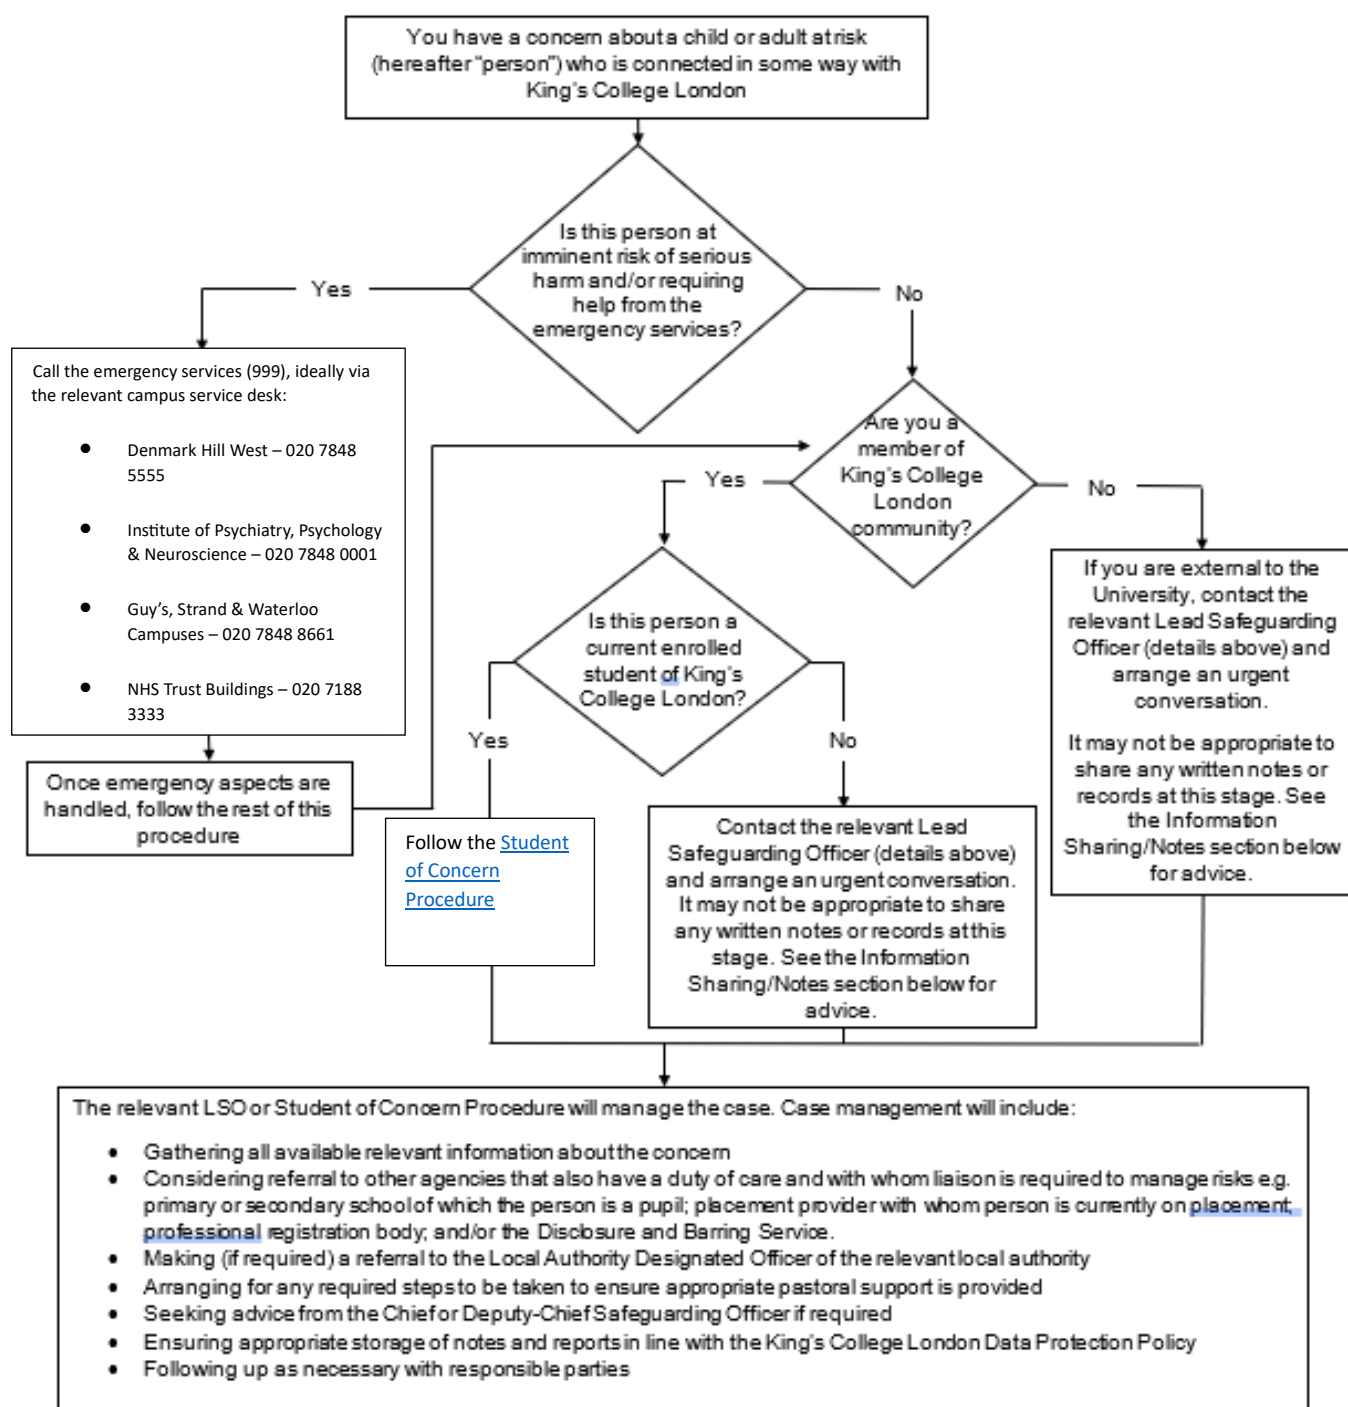 You have a concern about a child or adult at risk
(hereafter "person") who is connected in some way with
King's College London
Is this person at
imminent risk of serious
harm and/or requiring
help from the
emergency services?
Yes
No
Call the emergency services (999), ideally via
the relevant campus service desk:
● Denmark Hill West – 020 7848
5555
● Institute of Psychiatry, Psychology
& Neuroscience – 020 7848 0001
● Guy's, Strand & Waterloo
Campuses – 020 7848 8661
● NHS Trust Buildings – 020 7188
3333
Once emergency aspects are
handled, follow the rest of this
procedure
Are you a
member of
King's College
London
community?
Yes
No
If you are external to the
University, contact the
relevant Lead Safeguarding
Officer (details above) and
arrange an urgent
conversation.
It may not be appropriate to
share any written notes or
records at this stage. See
the Information
Sharing/Notes section below
for advice.
Is this person a
current enrolled
student of King's
College London?
Yes
No
Follow the Student
of Concern
Procedure
Contact the relevant Lead
Safeguarding Officer (details above)
and arrange an urgent conversation.
It may not be appropriate to share
any written notes or records at this
stage. See the Information
Sharing/Notes section below for
advice.
The relevant LSO or Student of Concern Procedure will manage the case. Case management will include:
• Gathering all available relevant information about the concern
• Considering referral to other agencies that also have a duty of care and with whom liaison is required to manage risks e.g.
primary or secondary school of which the person is a pupil; placement provider with whom person is currently on placement,
professional registration body; and/or the Disclosure and Barring Service.
• Making (if required) a referral to the Local Authority Designated Officer of the relevant local authority
• Arranging for any required steps to be taken to ensure appropriate pastoral support is provided
• Seeking advice from the Chief or Deputy-Chief Safeguarding Officer if required
• Ensuring appropriate storage of notes and reports in line with the King's College London Data Protection Policy
• Following up as necessary with responsible parties